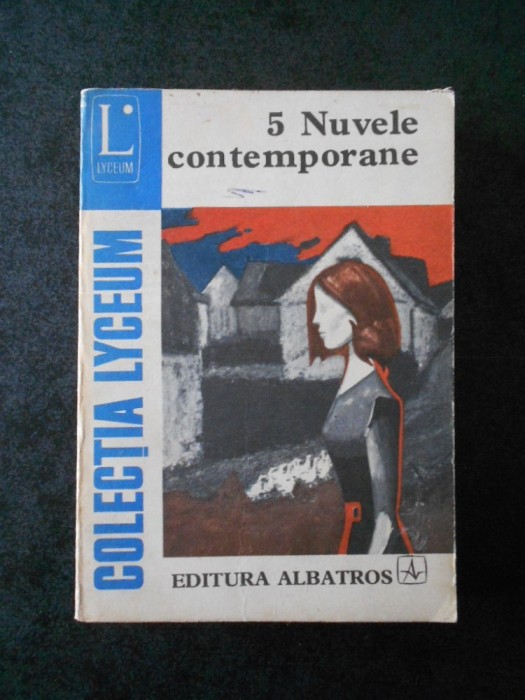 L
LYCEUM
5 Nuvele
contemporane
COLECȚIA LYCEUM
EDITURA ALBATROS